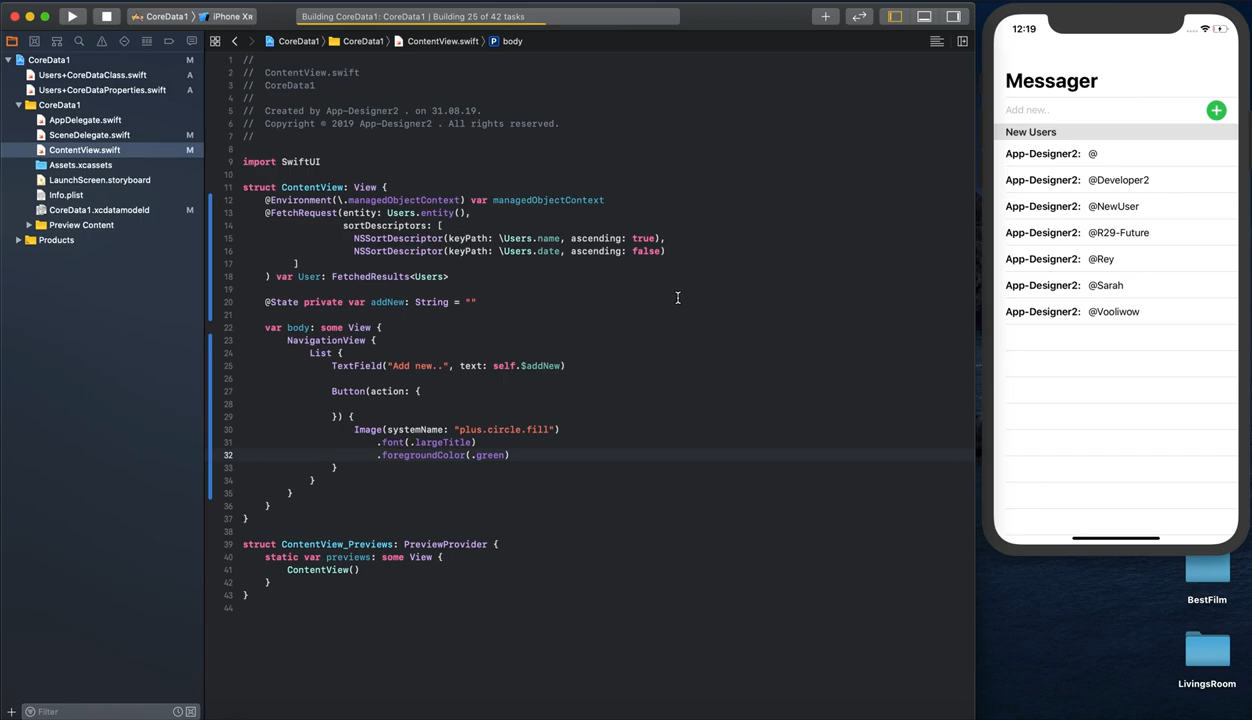 CoreData1 〉 iPhone Xʀ
Building CoreData1: CoreData1 | Building 25 of 42 tasks
CoreData1 〉 CoreData1 〉 ContentView.swift 〉 P body
CoreData1 M
Users+CoreDataClass.swift A
Users+CoreDataProperties.swift A
CoreData1
AppDelegate.swift
SceneDelegate.swift M
ContentView.swift M
Assets.xcassets
LaunchScreen.storyboard
Info.plist
CoreData1.xcdatamodeld M
Preview Content
Products
Filter
1 //
2 //  ContentView.swift
3 //  CoreData1
4 //
5 //  Created by App-Designer2 . on 31.08.19.
6 //  Copyright © 2019 App-Designer2 . All rights reserved.
7 //
8
9 import SwiftUI
10
11 struct ContentView: View {
12 @Environment(\.managedObjectContext) var managedObjectContext
13 @FetchRequest(entity: Users.entity(),
14 sortDescriptors: [
15 NSSortDescriptor(keyPath: \Users.name, ascending: true),
16 NSSortDescriptor(keyPath: \Users.date, ascending: false)
17 ]
18 ) var User: FetchedResults<Users>
19
20 @State private var addNew: String = ""
21
22 var body: some View {
23 NavigationView {
24 List {
25 TextField("Add new..", text: self.$addNew)
26
27 Button(action: {
28
29 }) {
30 Image(systemName: "plus.circle.fill")
31 .font(.largeTitle)
32 .foregroundColor(.green)
33 }
34 }
35 }
36 }
37 }
38
39 struct ContentView_Previews: PreviewProvider {
40 static var previews: some View {
41 ContentView()
42 }
43 }
44
12:19
Messager
Add new..
New Users
App-Designer2: @
App-Designer2: @Developer2
App-Designer2: @NewUser
App-Designer2: @R29-Future
App-Designer2: @Rey
App-Designer2: @Sarah
App-Designer2: @Vooliwow
BestFilm
LivingsRoom